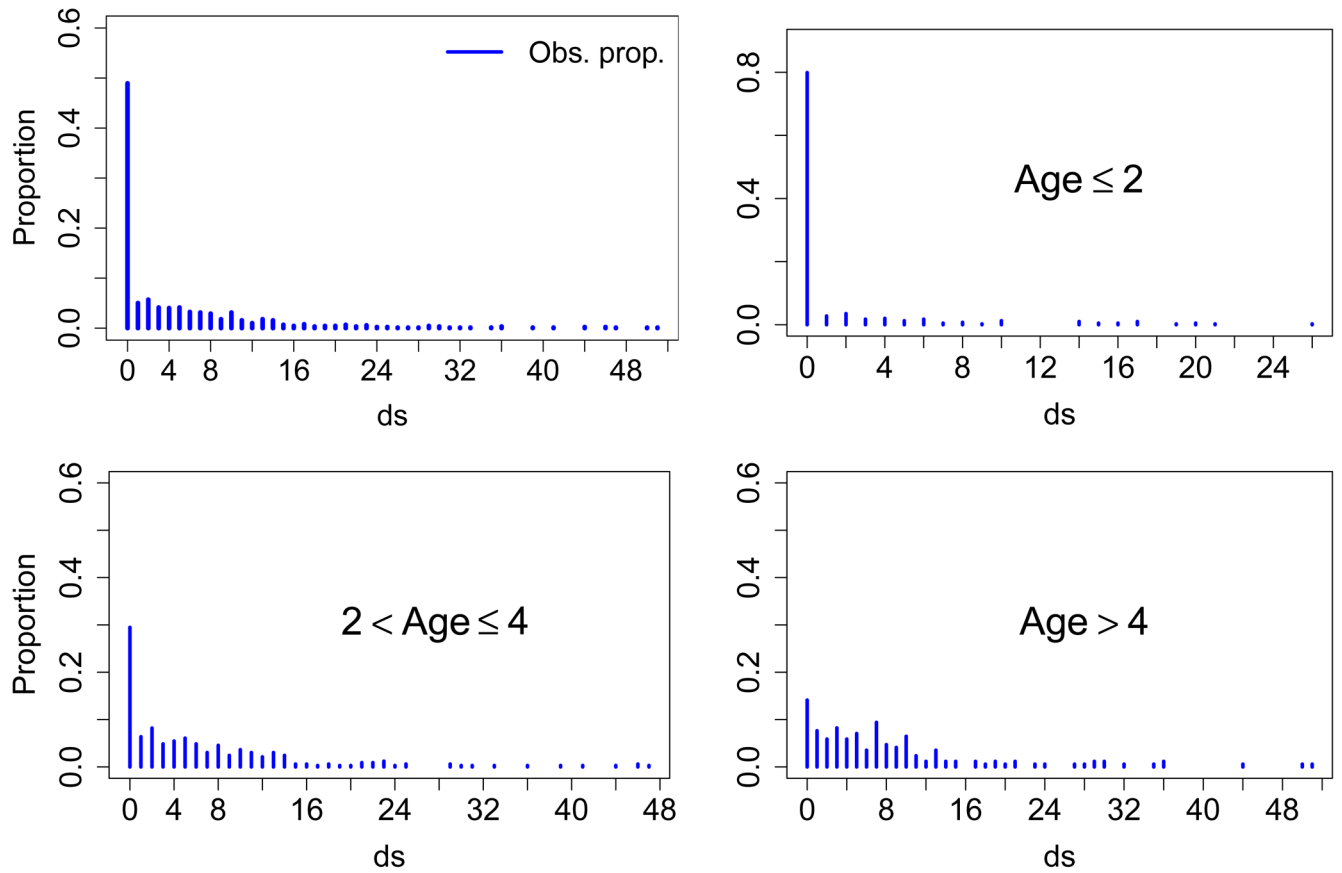 Proportion
0.0 0.2 0.4 0.6
Obs. prop.
0 4 8 16 24 32 40 48
ds
0.0 0.4 0.8
Age ≤ 2
0 4 8 12 16 20 24
ds
Proportion
0.0 0.2 0.4 0.6
2 < Age ≤ 4
0 4 8 16 24 32 40 48
ds
0.0 0.2 0.4 0.6
Age > 4
0 8 16 24 32 40 48
ds